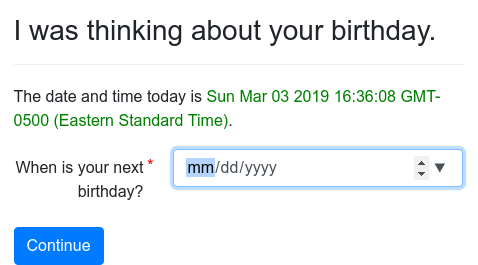 I was thinking about your birthday.
The date and time today is Sun Mar 03 2019 16:36:08 GMT-
0500 (Eastern Standard Time).
When is your next *
birthday?
mm/dd/yyyy
Continue